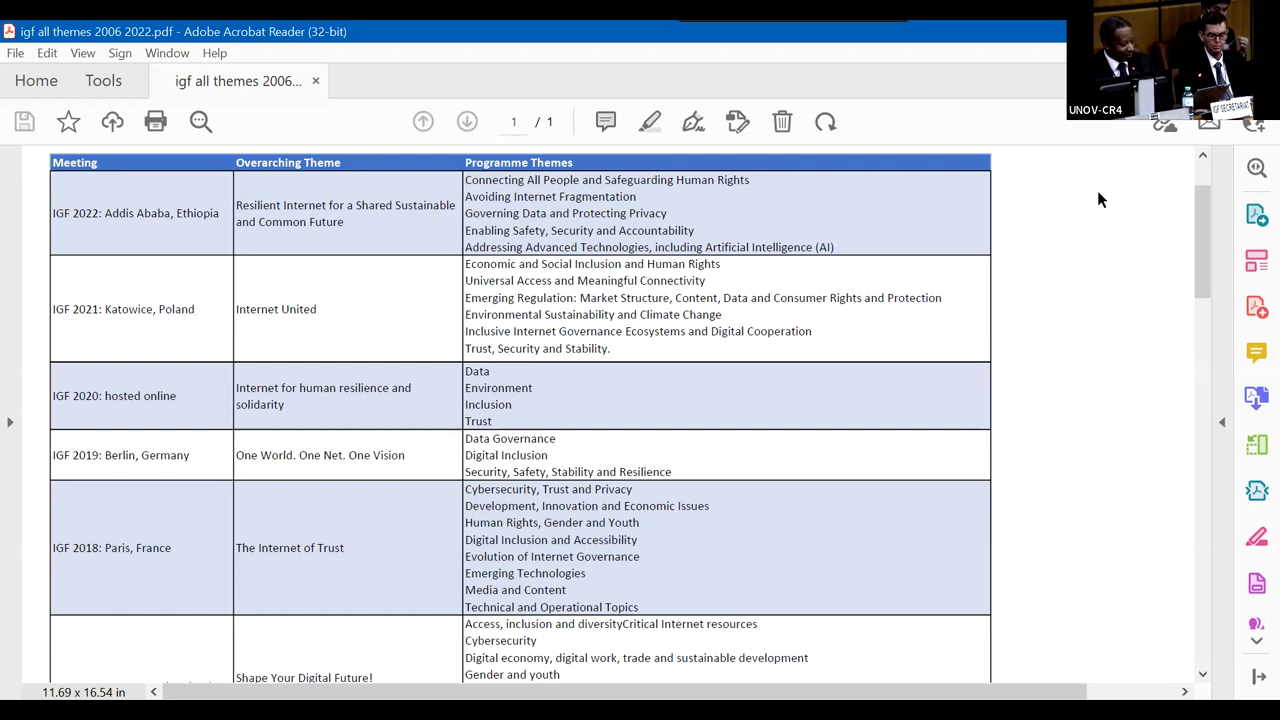 igf all themes 2006 2022.pdf - Adobe Acrobat Reader (32-bit)
File Edit View Sign Window Help
Home Tools igf all themes 2006... ×
1 / 1
UNOV-CR4
IGF SECRETARIAT
Meeting Overarching Theme Programme Themes
IGF 2022: Addis Ababa, Ethiopia
Resilient Internet for a Shared Sustainable
and Common Future
Connecting All People and Safeguarding Human Rights
Avoiding Internet Fragmentation
Governing Data and Protecting Privacy
Enabling Safety, Security and Accountability
Addressing Advanced Technologies, including Artificial Intelligence (AI)
IGF 2021: Katowice, Poland
Internet United
Economic and Social Inclusion and Human Rights
Universal Access and Meaningful Connectivity
Emerging Regulation: Market Structure, Content, Data and Consumer Rights and Protection
Environmental Sustainability and Climate Change
Inclusive Internet Governance Ecosystems and Digital Cooperation
Trust, Security and Stability.
IGF 2020: hosted online
Internet for human resilience and
solidarity
Data
Environment
Inclusion
Trust
IGF 2019: Berlin, Germany
One World. One Net. One Vision
Data Governance
Digital Inclusion
Security, Safety, Stability and Resilience
IGF 2018: Paris, France
The Internet of Trust
Cybersecurity, Trust and Privacy
Development, Innovation and Economic Issues
Human Rights, Gender and Youth
Digital Inclusion and Accessibility
Evolution of Internet Governance
Emerging Technologies
Media and Content
Technical and Operational Topics
Shape Your Digital Future!
Access, inclusion and diversityCritical Internet resources
Cybersecurity
Digital economy, digital work, trade and sustainable development
Gender and youth
11.69 x 16.54 in